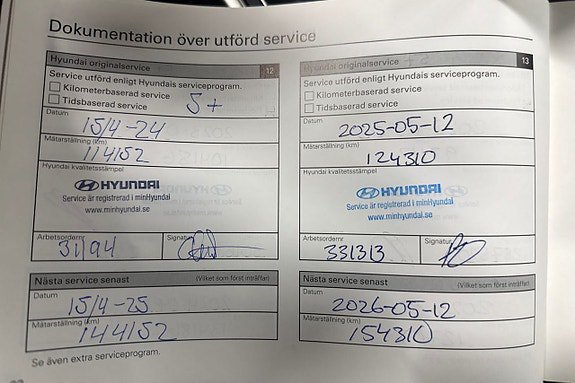 Dokumentation över utförd service
Hyundai originalservice 12
Service utförd enligt Hyundais serviceprogram.
Kilometerbaserad service
Tidsbaserad service
S+
Datum
15/4-24
Mätarställning (km)
114152
Hyundai kvalitetsstämpel
HYUNDAI
Service är registrerad i minHyundai
www.minhyundai.se
Arbetsordernr
31194
Signatur
Nästa service senast (Vilket som först inträffar)
Datum
15/4-25
Mätarställning (km)
144152
Se även extra serviceprogram.
Hyundai originalservice 13
Service utförd enligt Hyundais serviceprogram.
Kilometerbaserad service
Tidsbaserad service
Datum
2025-05-12
Mätarställning (km)
124310
Hyundai kvalitetsstämpel
HYUNDAI
Service är registrerad i minHyundai
www.minhyundai.se
Arbetsordernr
331313
Signatur
Nästa service senast (Vilket som först inträffar)
Datum
2026-05-12
Mätarställning (km)
154310